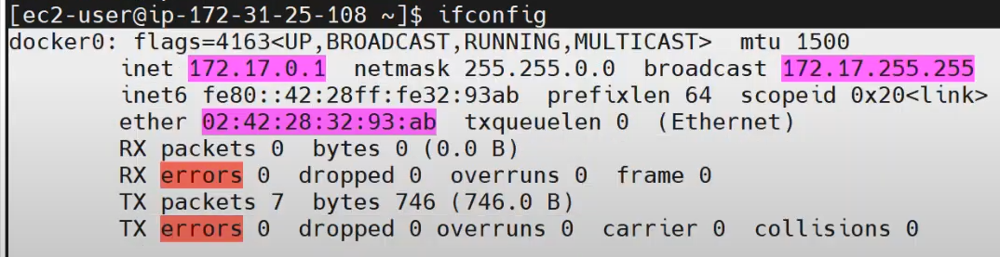 [ec2-user@ip-172-31-25-108 ~]$ ifconfig
docker0: flags=4163<UP,BROADCAST,RUNNING,MULTICAST>  mtu 1500
        inet 172.17.0.1  netmask 255.255.0.0  broadcast 172.17.255.255
        inet6 fe80::42:28ff:fe32:93ab  prefixlen 64  scopeid 0x20<link>
        ether 02:42:28:32:93:ab  txqueuelen 0  (Ethernet)
        RX packets 0  bytes 0 (0.0 B)
        RX errors 0  dropped 0  overruns 0  frame 0
        TX packets 7  bytes 746 (746.0 B)
        TX errors 0  dropped 0 overruns 0  carrier 0  collisions 0